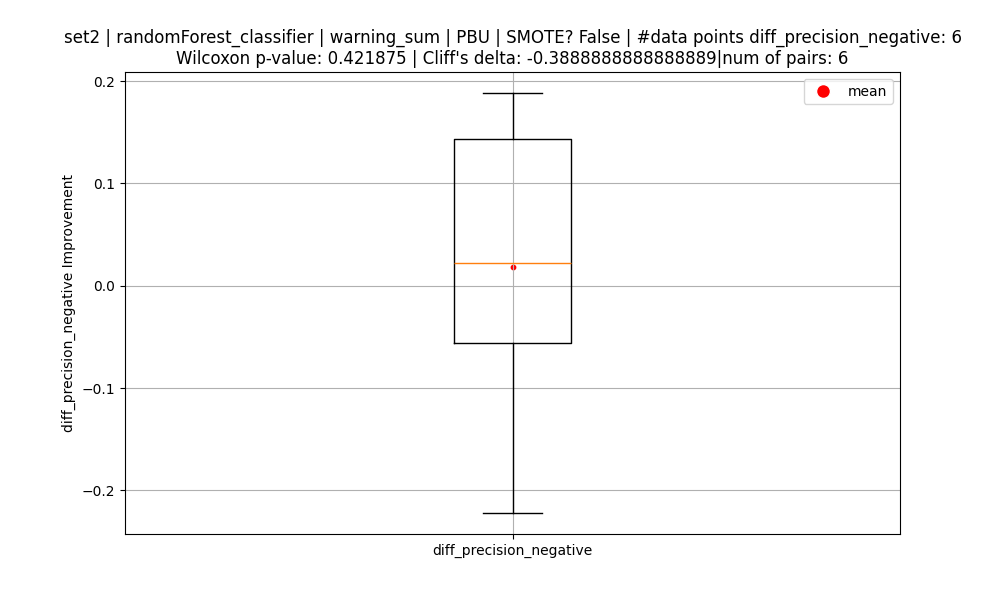 set2 | randomForest_classifier | warning_sum | PBU | SMOTE? False | #data points diff_precision_negative: 6
Wilcoxon p-value: 0.421875 | Cliff's delta: -0.3888888888888889|num of pairs: 6
mean
0.2
0.1
0.0
−0.1
−0.2
diff_precision_negative Improvement
diff_precision_negative